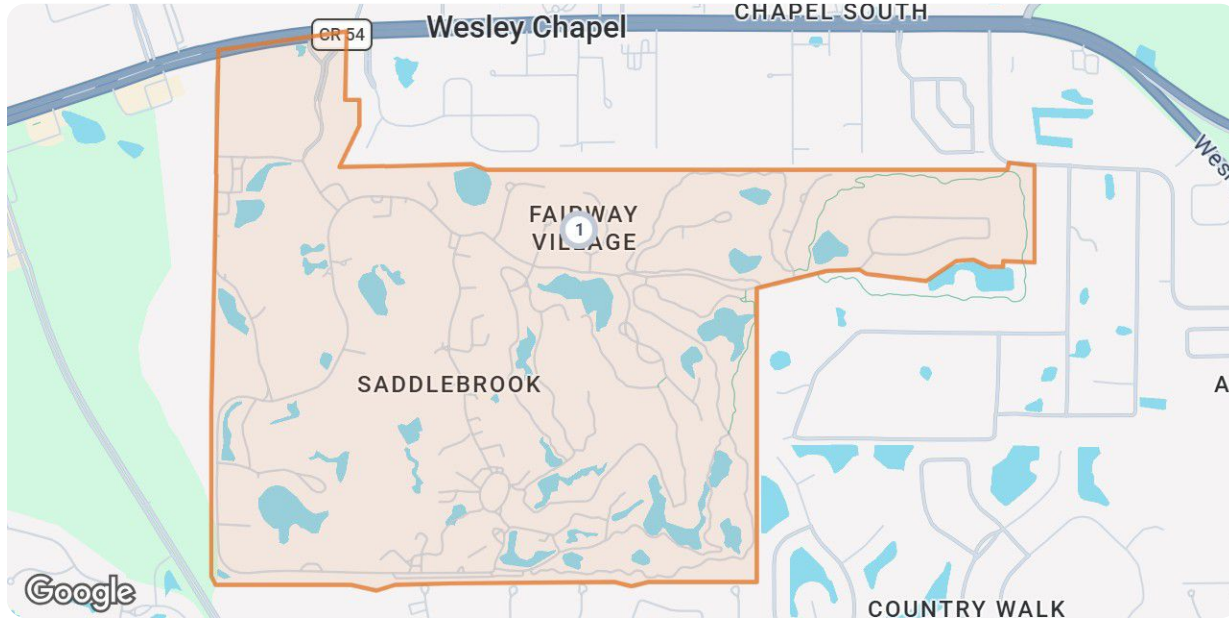 CHAPEL SOUTH
Wesley Chapel
CR 54
FAIRWAY
VILLAGE
1
SADDLEBROOK
COUNTRY WALK
Google